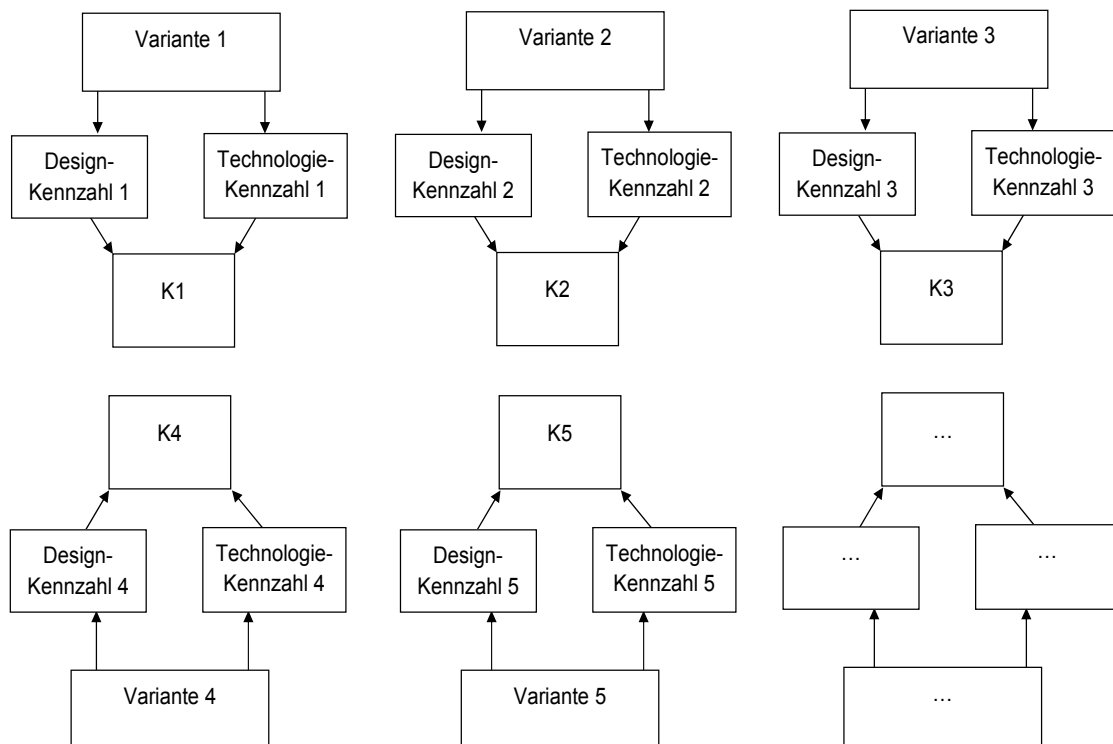 Variante 1
Variante 2
Variante 3
Design-
Kennzahl 1
Technologie-
Kennzahl 1
Design-
Kennzahl 2
Technologie-
Kennzahl 2
Design-
Kennzahl 3
Technologie-
Kennzahl 3
K1
K2
K3
K4
K5
…
Design-
Kennzahl 4
Technologie-
Kennzahl 4
Design-
Kennzahl 5
Technologie-
Kennzahl 5
…
…
Variante 4
Variante 5
…